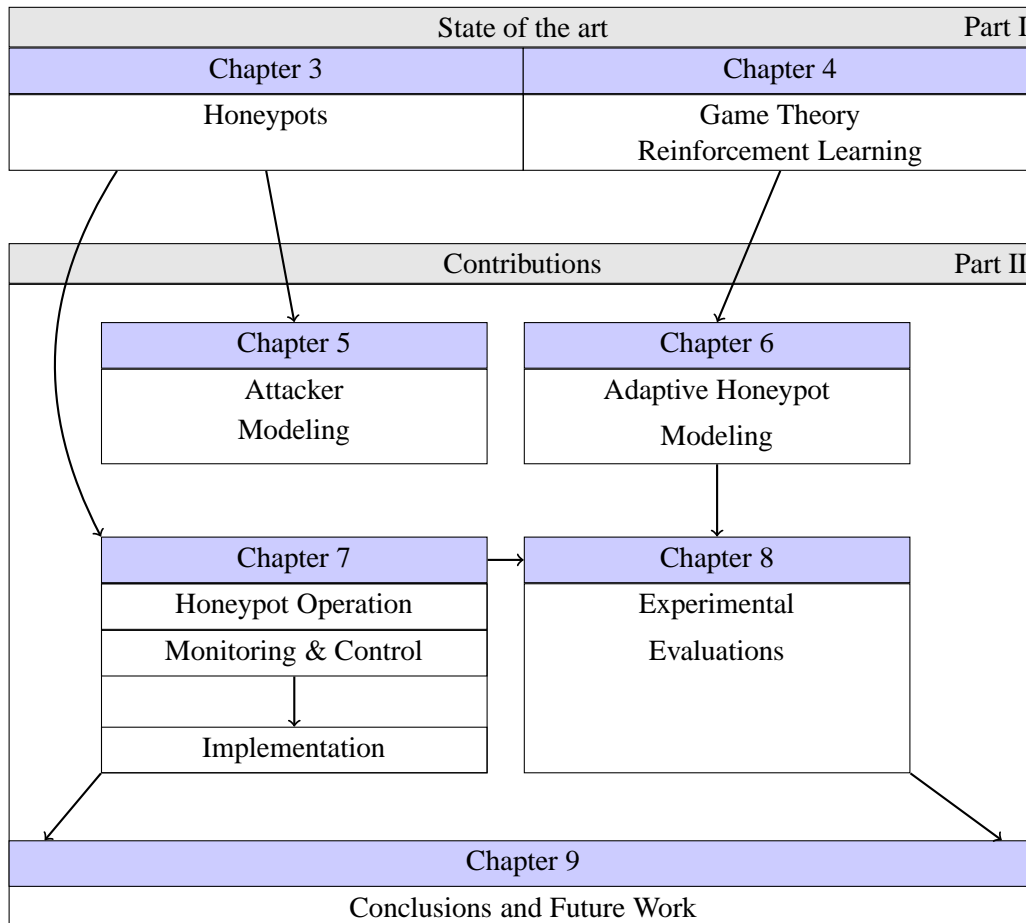 State of the art Part I
Chapter 3
Chapter 4
Honeypots
Game Theory
Reinforcement Learning
Contributions Part II
Chapter 5
Attacker
Modeling
Chapter 6
Adaptive Honeypot
Modeling
Chapter 7
Honeypot Operation
Monitoring & Control
Implementation
Chapter 8
Experimental
Evaluations
Chapter 9
Conclusions and Future Work